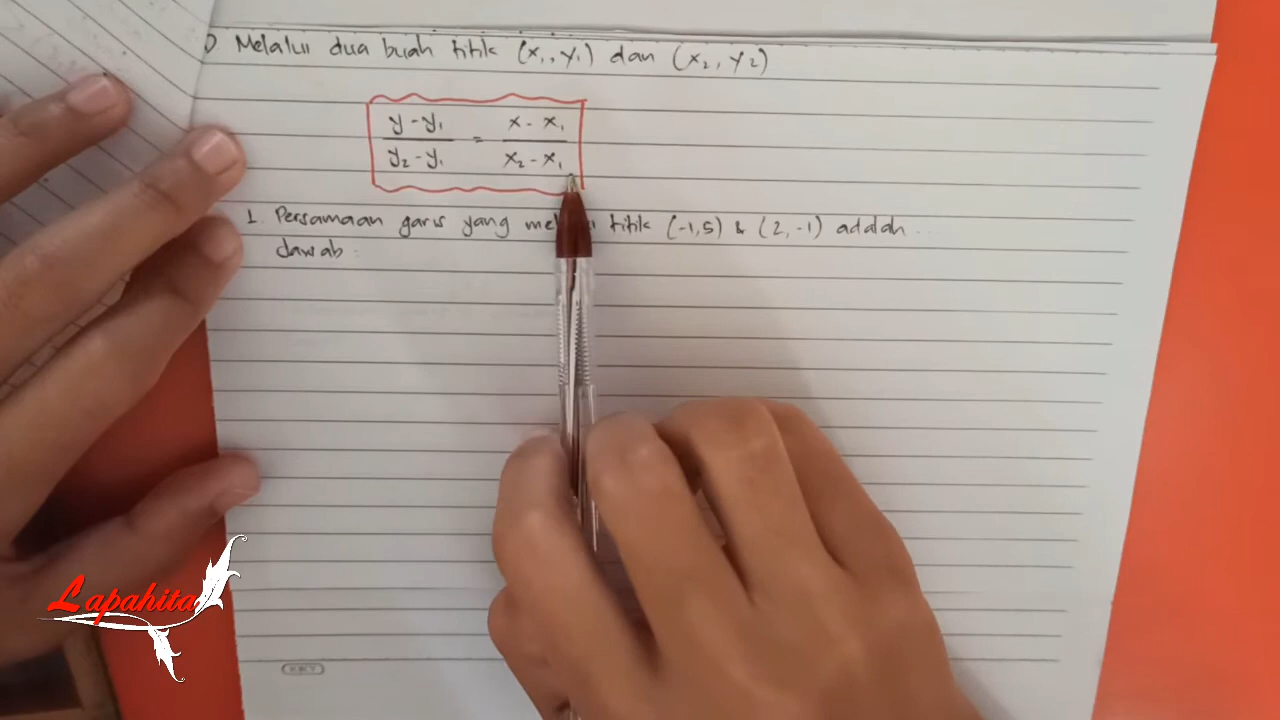 Melalui dua buah titik (x₁, y₁) dan (x₂, y₂)
y - y₁ / y₂ - y₁ = x - x₁ / x₂ - x₁
1. Persamaan garis yang titik (-1,5) & (2,-1) adalah ..
Jawab :
Lapahita